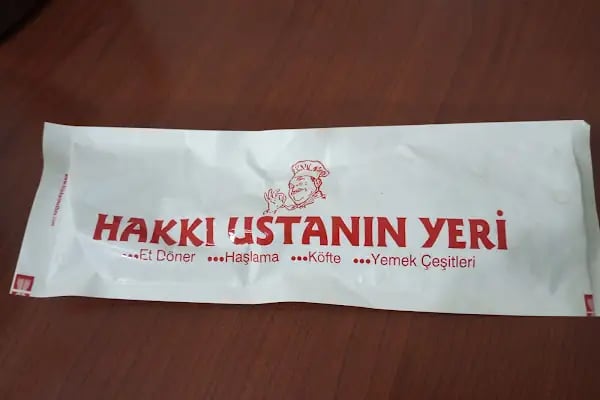 HAKKI USTANIN YERİ
•••Et Döner •••Haşlama •••Köfte •••Yemek Çeşitleri